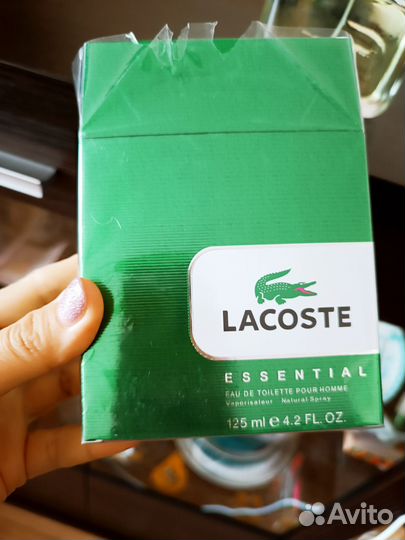 LACOSTE
ESSENTIAL
EAU DE TOILETTE POUR HOMME
Vaporisateur Natural Spray
125 ml e 4.2 FL.OZ.
Avito